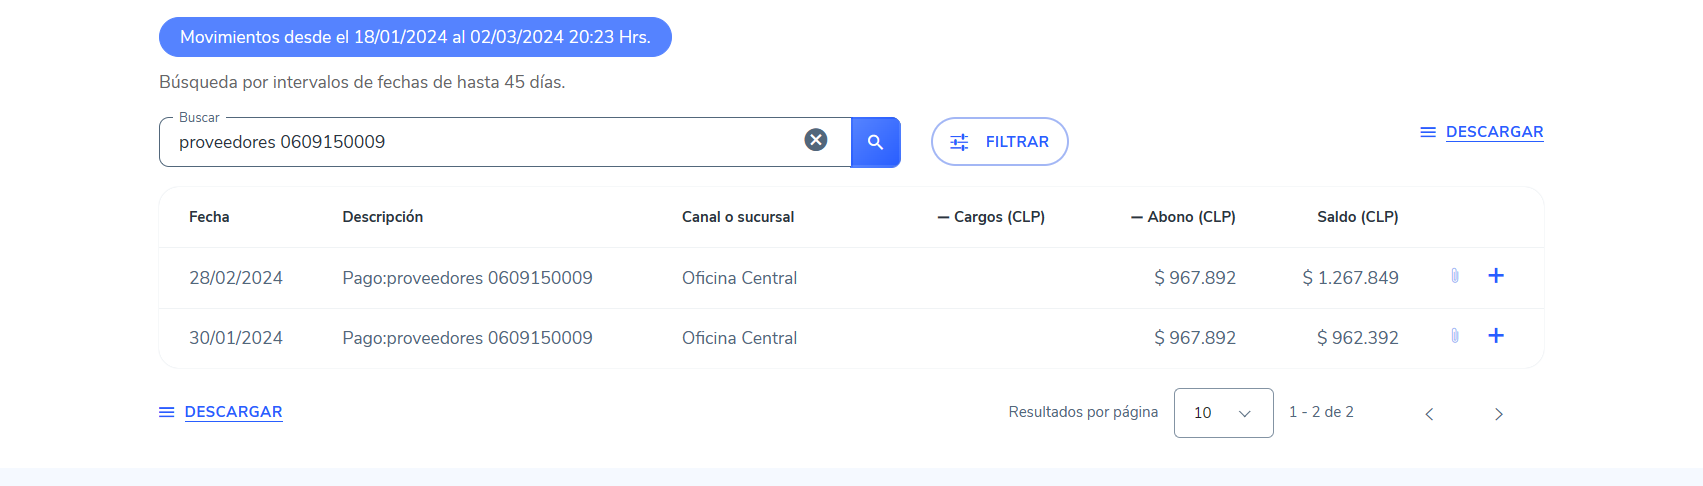 Movimientos desde el 18/01/2024 al 02/03/2024 20:23 Hrs.
Búsqueda por intervalos de fechas de hasta 45 días.
Buscar
proveedores 0609150009
FILTRAR
DESCARGAR
Fecha Descripción Canal o sucursal — Cargos (CLP) — Abono (CLP) Saldo (CLP)
28/02/2024 Pago:proveedores 0609150009 Oficina Central $ 967.892 $ 1.267.849
30/01/2024 Pago:proveedores 0609150009 Oficina Central $ 967.892 $ 962.392
DESCARGAR
Resultados por página 10 1 - 2 de 2